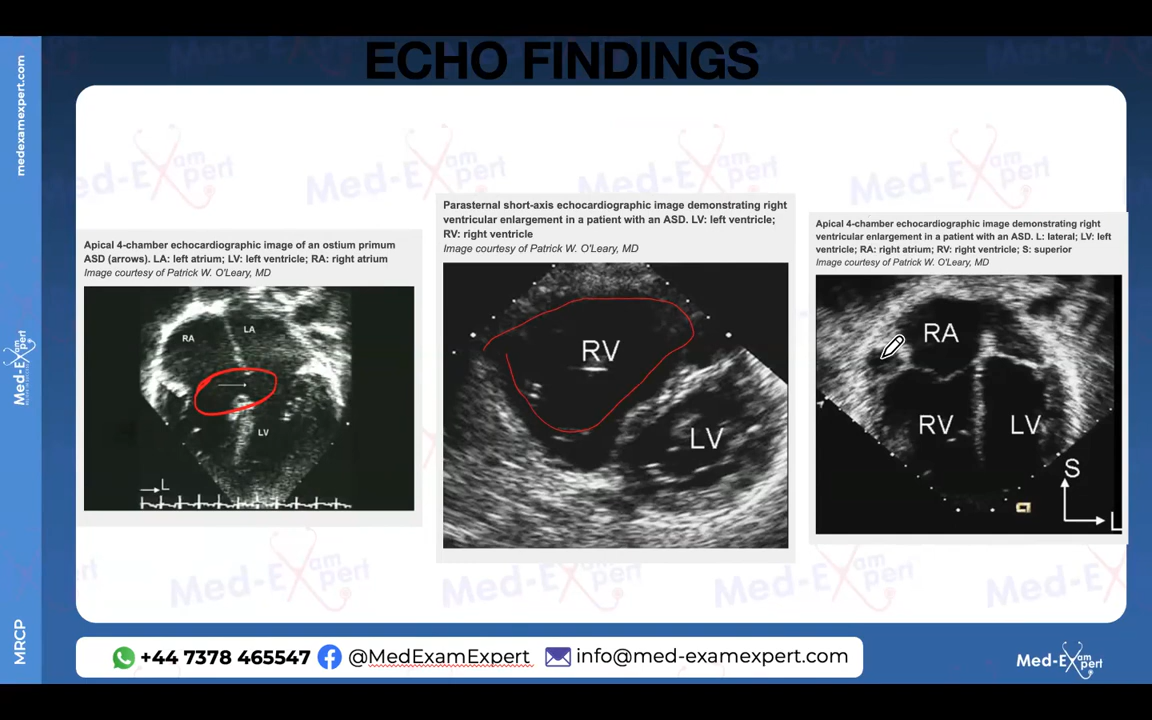 ECHO FINDINGS
medexamexpert.com
Med-Exam Expert
MRCP
Apical 4-chamber echocardiographic image of an ostium primum
ASD (arrows). LA: left atrium; LV: left ventricle; RA: right atrium
Image courtesy of Patrick W. O'Leary, MD
RA
LA
LV
L
Parasternal short-axis echocardiographic image demonstrating right
ventricular enlargement in a patient with an ASD. LV: left ventricle;
RV: right ventricle
Image courtesy of Patrick W. O'Leary, MD
RV
LV
Apical 4-chamber echocardiographic image demonstrating right
ventricular enlargement in a patient with an ASD. L: lateral; LV: left
ventricle; RA: right atrium; RV: right ventricle; S: superior
Image courtesy of Patrick W. O'Leary, MD
RA
RV
LV
S
L
+44 7378 465547
@MedExamExpert
info@med-examexpert.com
Med-Exam Expert